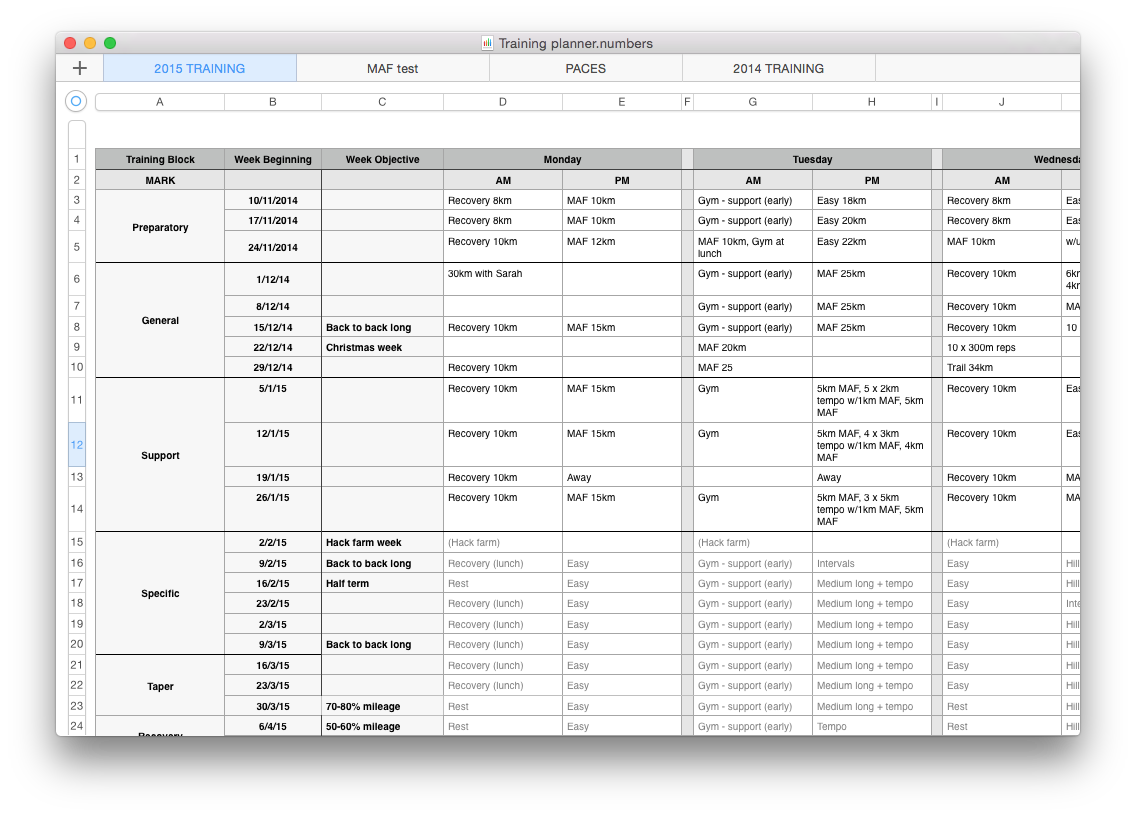 Training planner.numbers
2015 TRAINING MAF test PACES 2014 TRAINING
A B C D E F G H I J
1 Training Block Week Beginning Week Objective Monday Tuesday
2 MARK AM PM AM PM AM
3 10/11/2014 Recovery 8km MAF 10km Gym - support (early) Easy 18km Recovery 8km
4 17/11/2014 Recovery 8km MAF 10km Gym - support (early) Easy 20km Recovery 8km
Preparatory
5 24/11/2014 Recovery 10km MAF 12km MAF 10km, Gym at Easy 22km MAF 10km
lunch
6 1/12/14 30km with Sarah Gym - support (early) MAF 25km Recovery 10km
7 8/12/14 Gym - support (early) MAF 25km Recovery 10km MA
General
8 15/12/14 Back to back long Recovery 10km MAF 15km Gym - support (early) MAF 25km Recovery 10km 10
9 22/12/14 Christmas week MAF 20km 10 x 300m reps
10 29/12/14 Recovery 10km MAF 25 Trail 34km
11 5/1/15 Recovery 10km MAF 15km Gym 5km MAF, 5 x 2km Recovery 10km
tempo w/1km MAF, 5km
MAF
12 12/1/15 Recovery 10km MAF 15km Gym 5km MAF, 4 x 3km Recovery 10km
tempo w/1km MAF, 4km
MAF
Support
13 19/1/15 Recovery 10km Away Away Recovery 10km MA
14 26/1/15 Recovery 10km MAF 15km Gym 5km MAF, 3 x 5km Recovery 10km MA
tempo w/1km MAF, 5km
MAF
15 2/2/15 Hack farm week (Hack farm) (Hack farm) (Hack farm)
16 9/2/15 Back to back long Recovery (lunch) Easy Gym - support (early) Intervals Easy Hill
17 16/2/15 Half term Rest Easy Gym - support (early) Medium long + tempo Easy Hill
Specific
18 23/2/15 Recovery (lunch) Easy Gym - support (early) Medium long + tempo Easy
19 2/3/15 Recovery (lunch) Easy Gym - support (early) Medium long + tempo Easy Hill
20 9/3/15 Back to back long Recovery (lunch) Easy Gym - support (early) Medium long + tempo Easy Hill
21 16/3/15 Recovery (lunch) Easy Gym - support (early) Medium long + tempo Easy Hill
22 23/3/15 Recovery (lunch) Easy Gym - support (early) Medium long + tempo Easy Hill
Taper
23 30/3/15 70-80% mileage Rest Easy Gym - support (early) Medium long + tempo Rest Hill
24 6/4/15 50-60% mileage Rest Easy Gym - support (early) Tempo Rest Hill